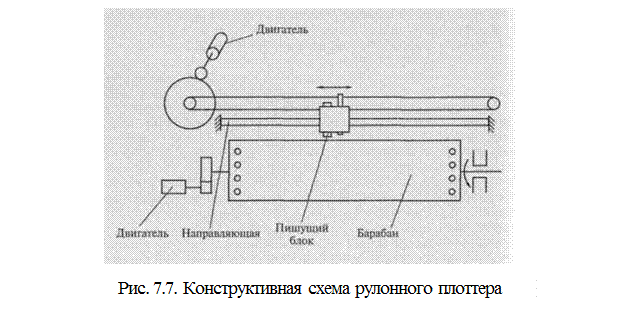 Двигатель
Двигатель Направляющая Пишущий блок Барабан
Рис. 7.7. Конструктивная схема рулонного плоттера